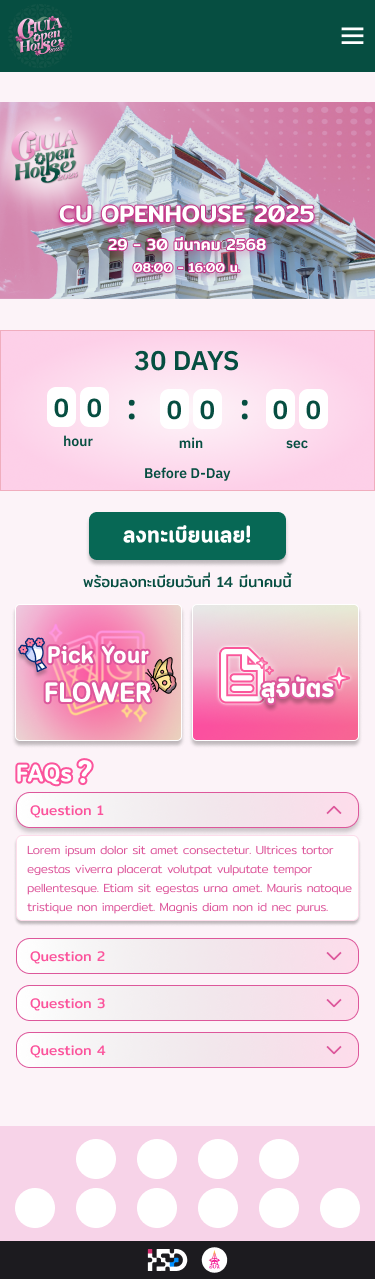 CHULA
open
House
CHULA
open
House
CU OPENHOUSE 2025
29 - 30 มีนาคม 2568
08:00 - 16:00 น.
30 DAYS
00 : 00 : 00
hour min sec
Before D-Day
ลงทะเบียนเลย!
พร้อมลงทะเบียนวันที่ 14 มีนาคมนี้
Pick Your
FLOWER
สูจิบัตร
FAQs?
Question 1
Lorem ipsum dolor sit amet consectetur. Ultrices tortor
egestas viverra placerat volutpat vulputate tempor
pellentesque. Etiam sit egestas urna amet. Mauris natoque
tristique non imperdiet. Magnis diam non id nec purus.
Question 2
Question 3
Question 4